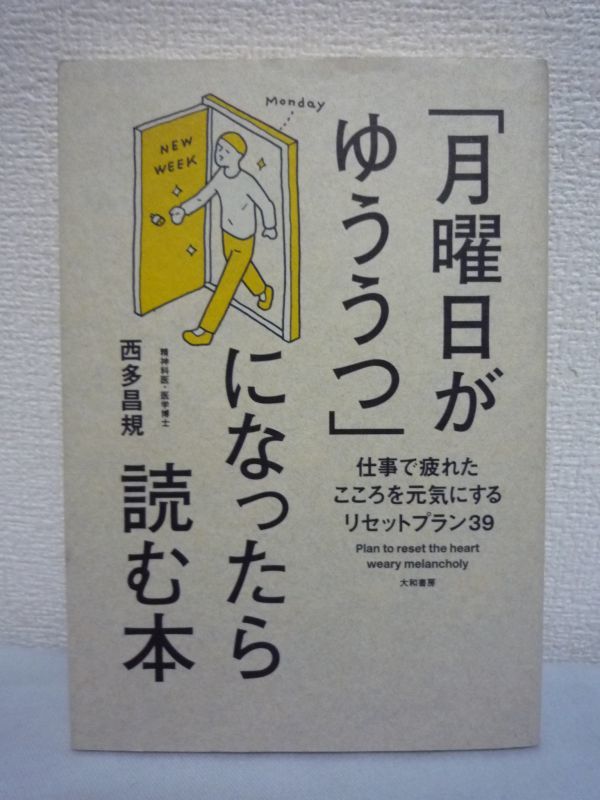 「月曜日が
ゆううつ」
になったら
読む本
Monday
NEW
WEEK
精神科医・医学博士
西多昌規
仕事で疲れた
こころを元気にする
リセットプラン39
Plan to reset the heart
weary melancholy
大和書房